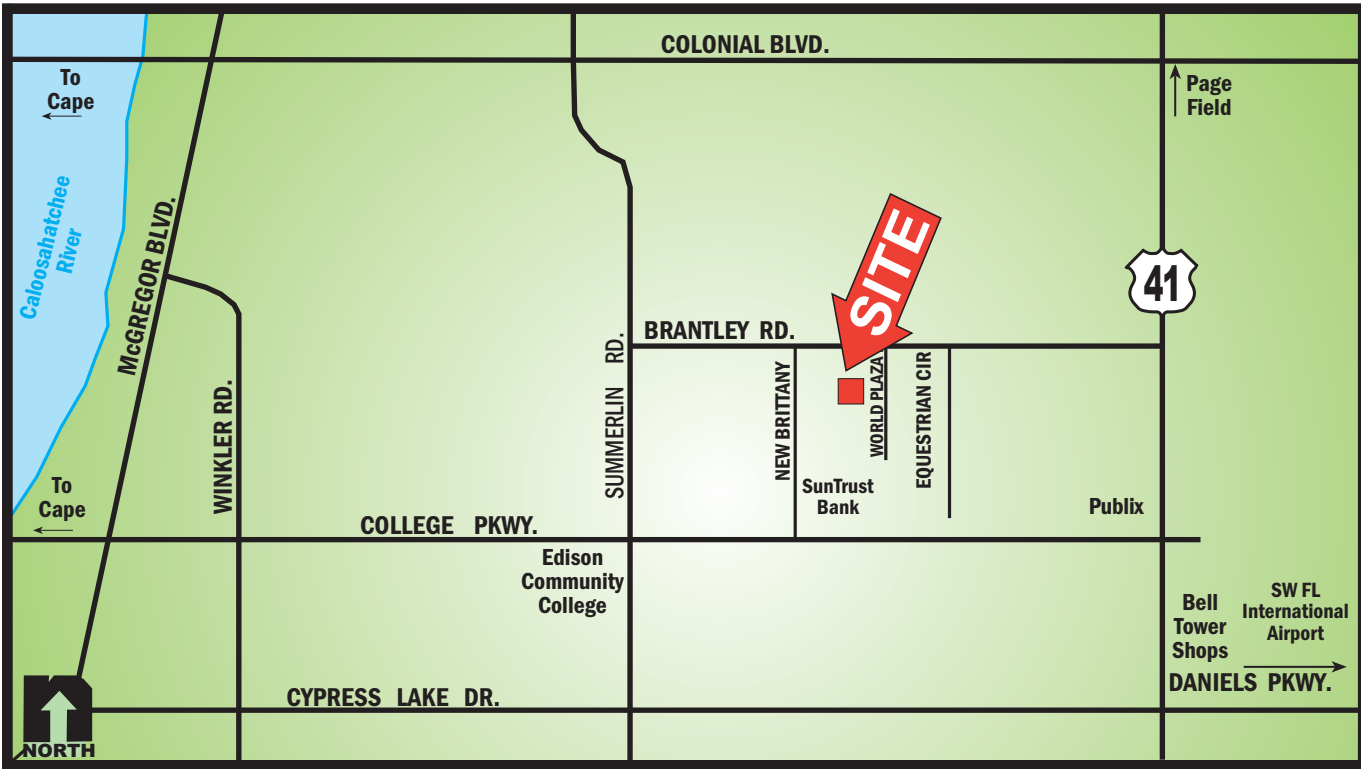 COLONIAL BLVD.
To
Cape
Page
Field
Caloosahatchee
River
McGREGOR BLVD.
SITE
41
BRANTLEY RD.
SUMMERLIN RD.
NEW BRITTANY
WORLD PLAZA
EQUESTRIAN CIR
WINKLER RD.
To
Cape
SunTrust
Bank
Publix
COLLEGE PKWY.
Edison
Community
College
Bell
Tower
Shops
SW FL
International
Airport
DANIELS PKWY.
CYPRESS LAKE DR.
NORTH